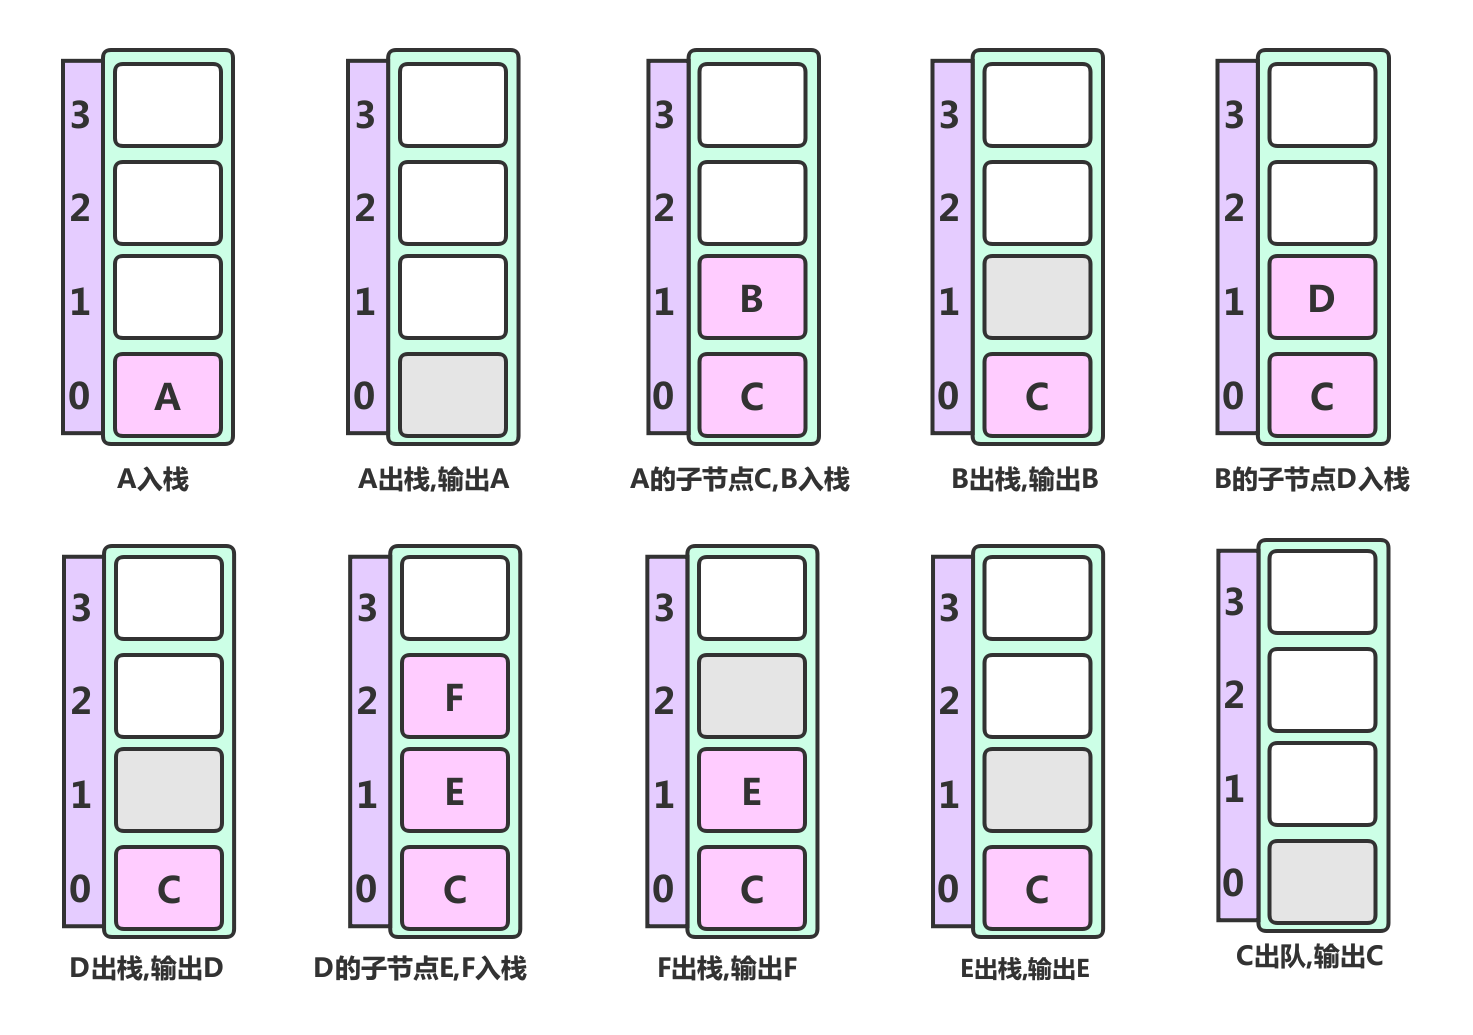 3 3 3 3 3
2 2 2 2 2
1 1 B 1 1 1 D
0 A 0 0 C 0 C 0 C
A入栈 A出栈,输出A A的子节点C,B入栈 B出栈,输出B B的子节点D入栈
3 3 3 3 3
2 2 F 2 2 2
1 1 E 1 E 1 1
0 C 0 C 0 C 0 C 0
D出栈,输出D D的子节点E,F入栈 F出栈,输出F E出栈,输出E C出队,输出C